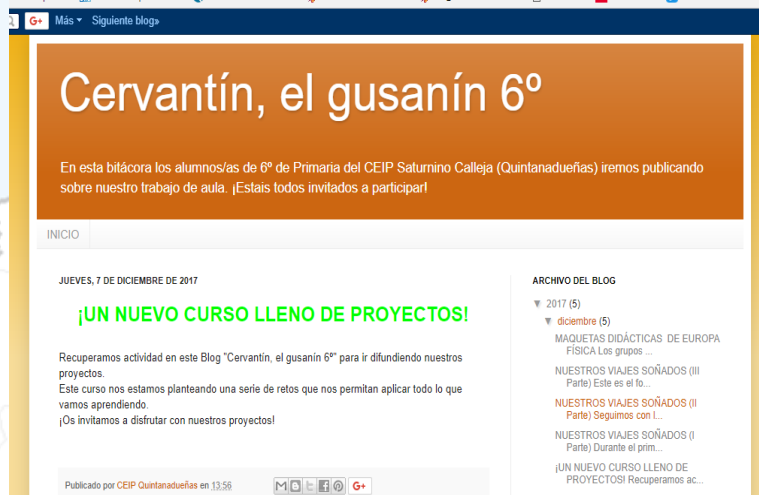 G+ Más ▾ Siguiente blog»
Cervantín, el gusanín 6º
En esta bitácora los alumnos/as de 6º de Primaria del CEIP Saturnino Calleja (Quintanadueñas) iremos publicando
sobre nuestro trabajo de aula. ¡Estais todos invitados a participar!
INICIO
JUEVES, 7 DE DICIEMBRE DE 2017
¡UN NUEVO CURSO LLENO DE PROYECTOS!
Recuperamos actividad en este Blog "Cervantín, el gusanín 6º" para ir difundiendo nuestros
proyectos.
Este curso nos estamos planteando una serie de retos que nos permitan aplicar todo lo que
vamos aprendiendo.
¡Os invitamos a disfrutar con nuestros proyectos!
Publicado por CEIP Quintanadueñas en 13:56
G+
ARCHIVO DEL BLOG
▼ 2017 (5)
▼ diciembre (5)
MAQUETAS DIDÁCTICAS DE EUROPA
FÍSICA Los grupos ...
NUESTROS VIAJES SOÑADOS (III
Parte) Este es el fo...
NUESTROS VIAJES SOÑADOS (II
Parte) Seguimos con l...
NUESTROS VIAJES SOÑADOS (I
Parte) Durante el prim...
¡UN NUEVO CURSO LLENO DE
PROYECTOS! Recuperamos ac...